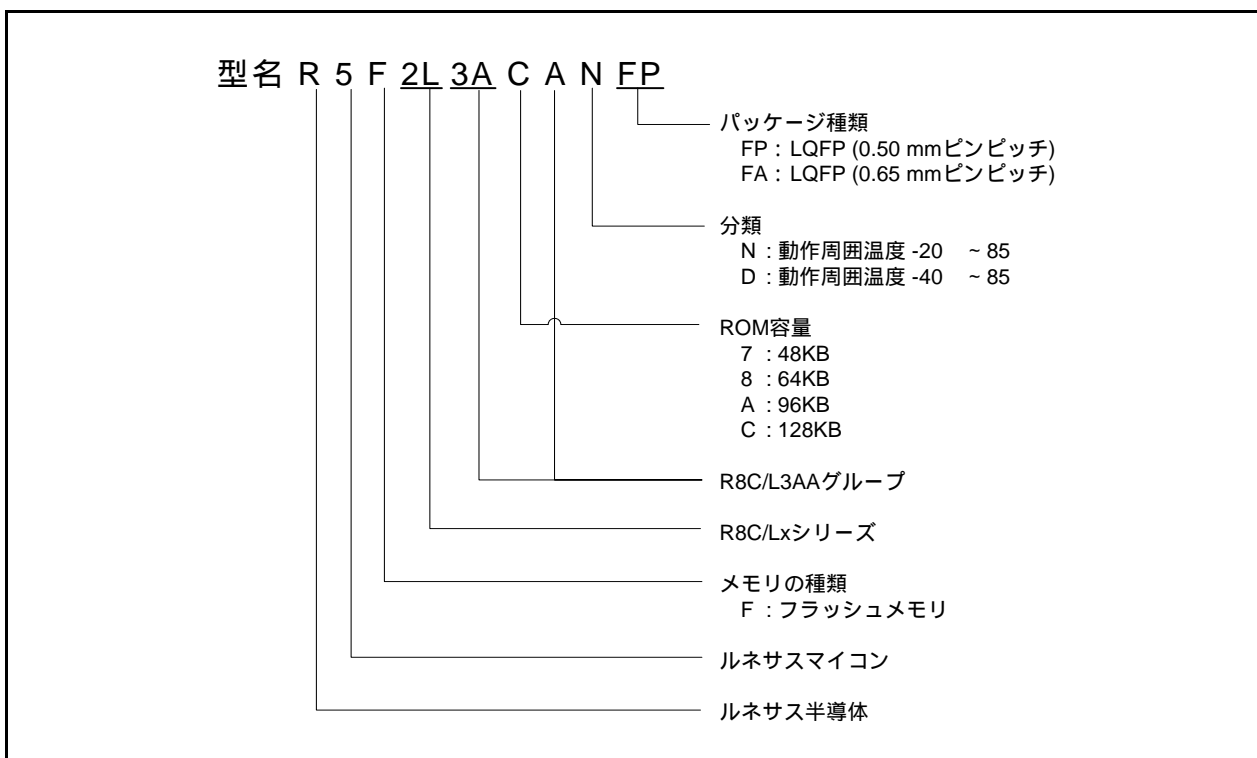 型名 R 5 F 2L 3A C A N FP
パッケージ種類
FP : LQFP (0.50 mmピンピッチ)
FA : LQFP (0.65 mmピンピッチ)
分類
N : 動作周囲温度 -20 ~ 85
D : 動作周囲温度 -40 ~ 85
ROM容量
7 : 48KB
8 : 64KB
A : 96KB
C : 128KB
R8C/L3AAグループ
R8C/Lxシリーズ
メモリの種類
F : フラッシュメモリ
ルネサスマイコン
ルネサス半導体